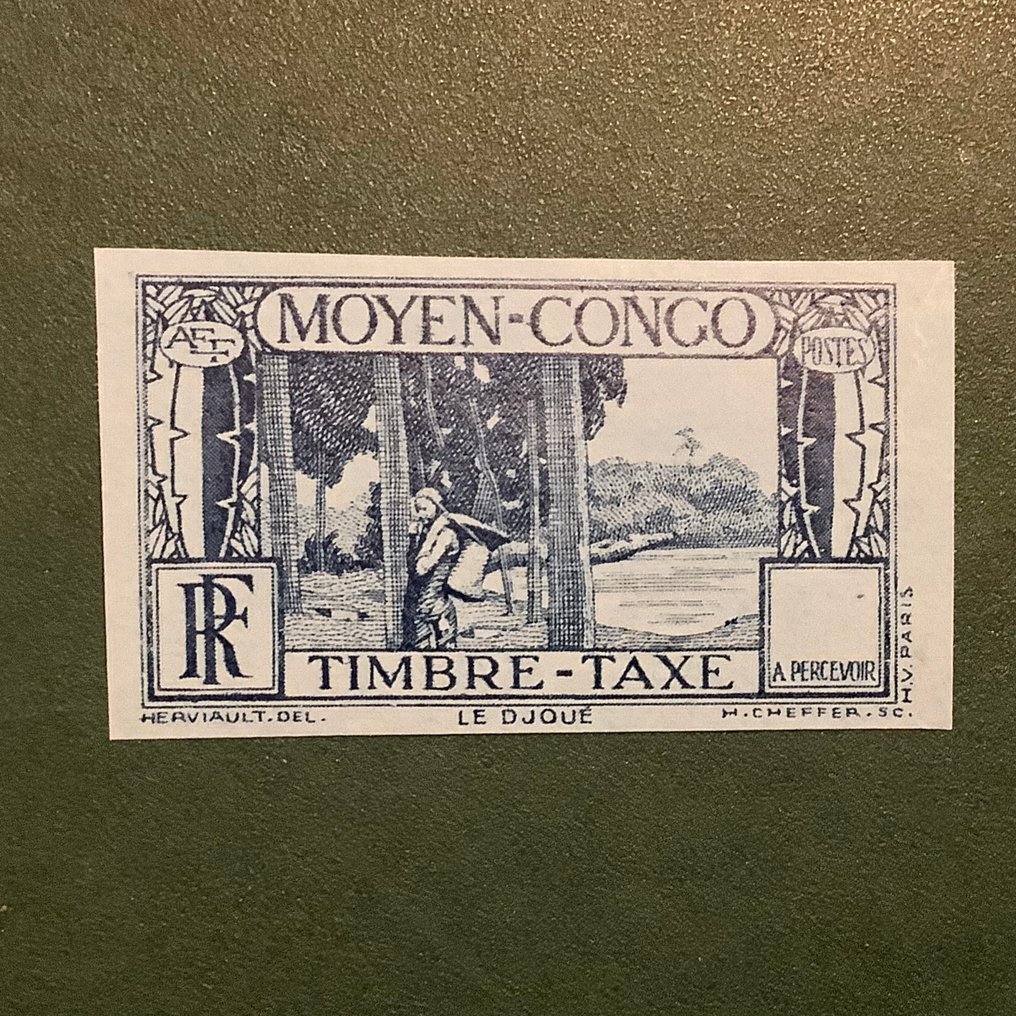 MOYEN-CONGO
AEF
POSTES
RF
TIMBRE-TAXE
A PERCEVOIR
H.V. PARIS
HERVIAULT.DEL.
LE DJOUÉ
H.CHEFFER.SC.